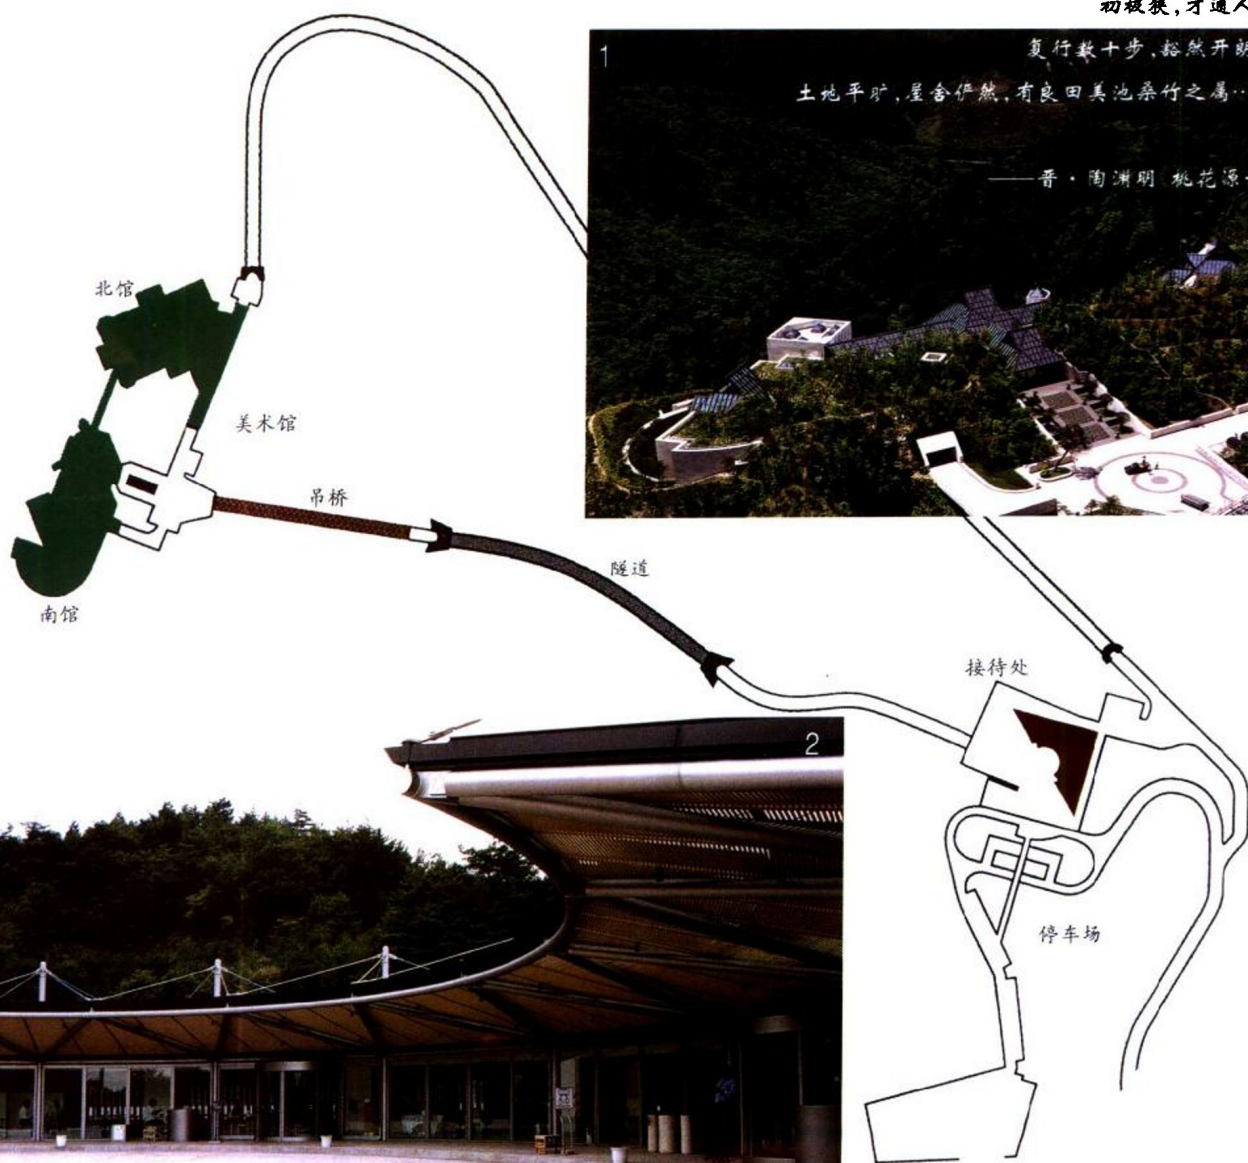 初极狭,才通人
1
复行数十步,豁然开朗
土地平旷,屋舍俨然,有良田美池桑竹之属…
——晋·陶渊明 桃花源
北馆
美术馆
吊桥
隧道
南馆
接待处
2
停车场